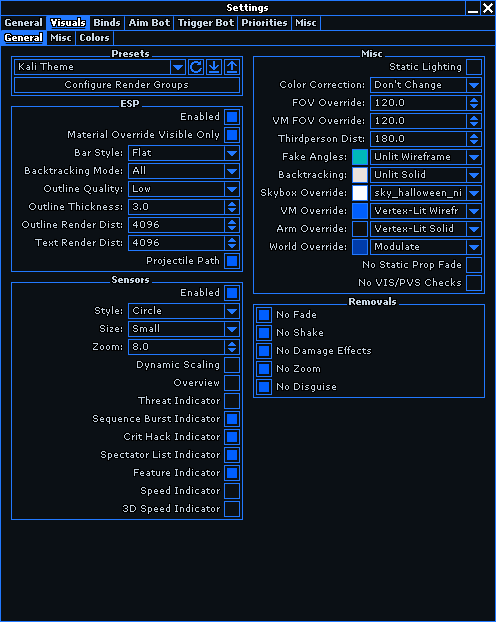 Settings
General Visuals Binds Aim Bot Trigger Bot Priorities Misc
General Misc Colors
Presets
Kali Theme
Configure Render Groups
ESP
Enabled
Material Override Visible Only
Bar Style: Flat
Backtracking Mode: All
Outline Quality: Low
Outline Thickness: 3.0
Outline Render Dist: 4096
Text Render Dist: 4096
Projectile Path
Sensors
Enabled
Style: Circle
Size: Small
Zoom: 8.0
Dynamic Scaling
Overview
Threat Indicator
Sequence Burst Indicator
Crit Hack Indicator
Spectator List Indicator
Feature Indicator
Speed Indicator
3D Speed Indicator
Misc
Static Lighting
Color Correction: Don't Change
FOV Override: 120.0
VM FOV Override: 120.0
Thirdperson Dist: 180.0
Fake Angles: Unlit Wireframe
Backtracking: Unlit Solid
Skybox Override: sky_halloween_ni
VM Override: Vertex-Lit Wirefr
Arm Override: Vertex-Lit Solid
World Override: Modulate
No Static Prop Fade
No VIS/PVS Checks
Removals
No Fade
No Shake
No Damage Effects
No Zoom
No Disguise